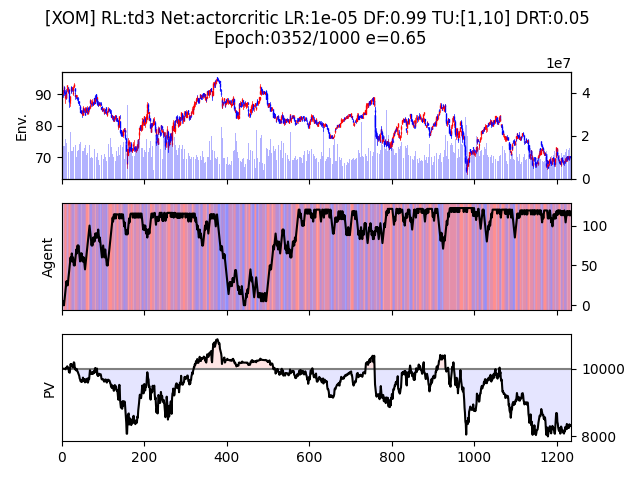 [XOM] RL:td3 Net:actorcritic LR:1e-05 DF:0.99 TU:[1,10] DRT:0.05
Epoch:0352/1000 e=0.65
1e7
Env.
90
80
70
4
2
0
Agent
100
50
0
PV
10000
8000
0 200 400 600 800 1000 1200